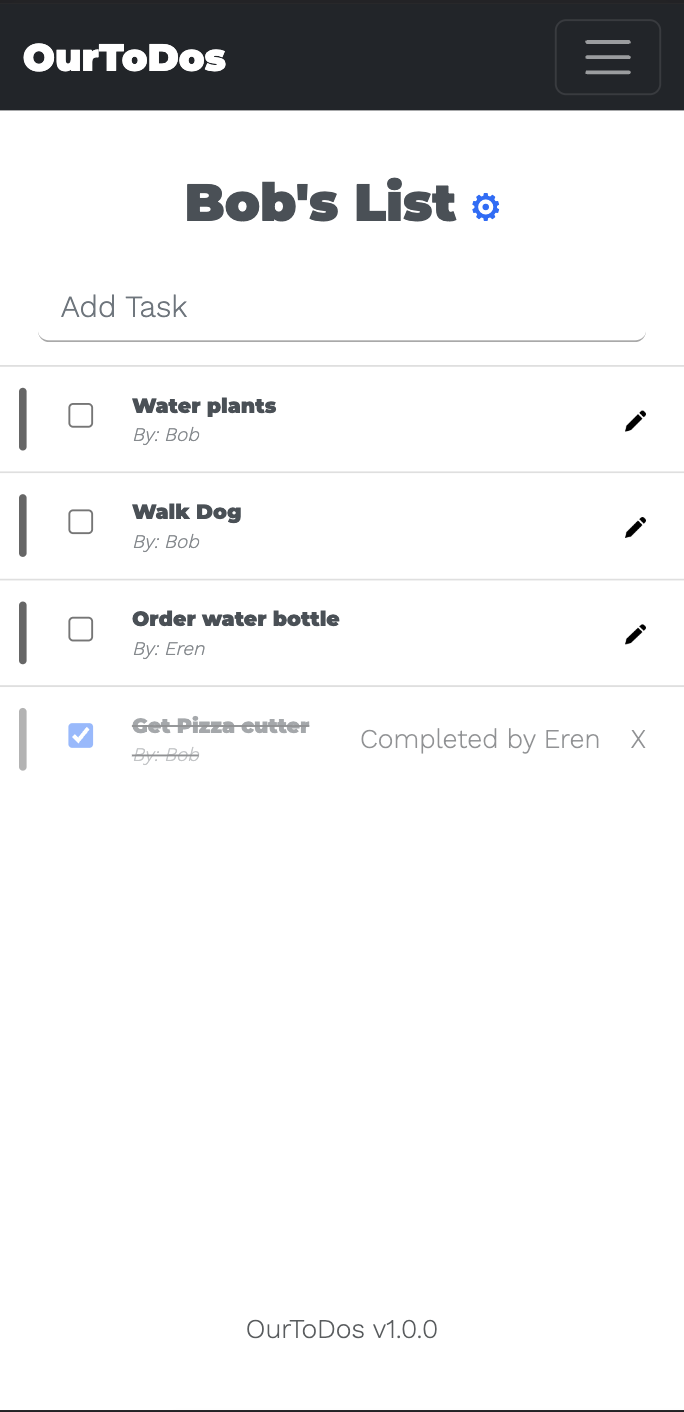 OurToDos
Bob's List
Add Task
Water plants
By: Bob
Walk Dog
By: Bob
Order water bottle
By: Eren
Get Pizza cutter
By: Bob
Completed by Eren X
OurToDos v1.0.0